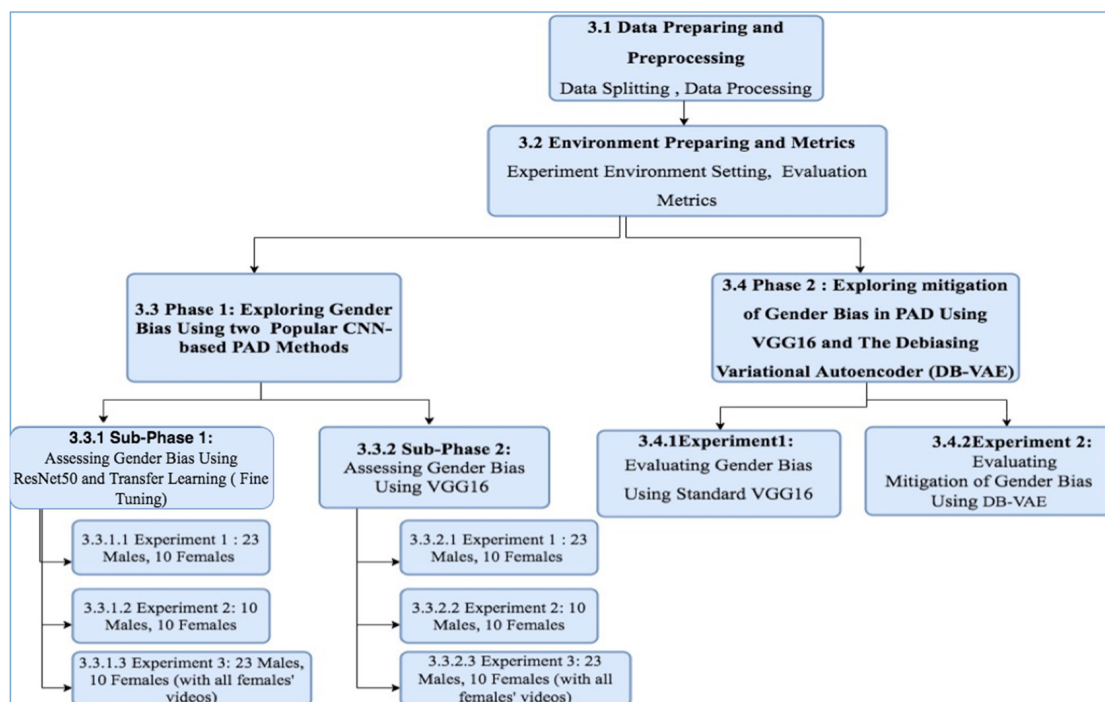 3.1 Data Preparing and
Preprocessing
Data Splitting , Data Processing
3.2 Environment Preparing and Metrics
Experiment Environment Setting, Evaluation
Metrics
3.3 Phase 1: Exploring Gender
Bias Using two Popular CNN-
based PAD Methods
3.4 Phase 2 : Exploring mitigation
of Gender Bias in PAD Using
VGG16 and The Debiasing
Variational Autoencoder (DB-VAE)
3.3.1 Sub-Phase 1:
Assessing Gender Bias Using
ResNet50 and Transfer Learning ( Fine
Tuning)
3.3.2 Sub-Phase 2:
Assessing Gender Bias
Using VGG16
3.4.1Experiment1:
Evaluating Gender Bias
Using Standard VGG16
3.4.2Experiment 2:
Evaluating
Mitigation of Gender Bias
Using DB-VAE
3.3.1.1 Experiment 1 : 23
Males, 10 Females
3.3.1.2 Experiment 2: 10
Males, 10 Females
3.3.1.3 Experiment 3: 23 Males,
10 Females (with all females'
videos)
3.3.2.1 Experiment 1 : 23
Males, 10 Females
3.3.2.2 Experiment 2: 10
Males, 10 Females
3.3.2.3 Experiment 3: 23
Males, 10 Females (with all
females' videos)